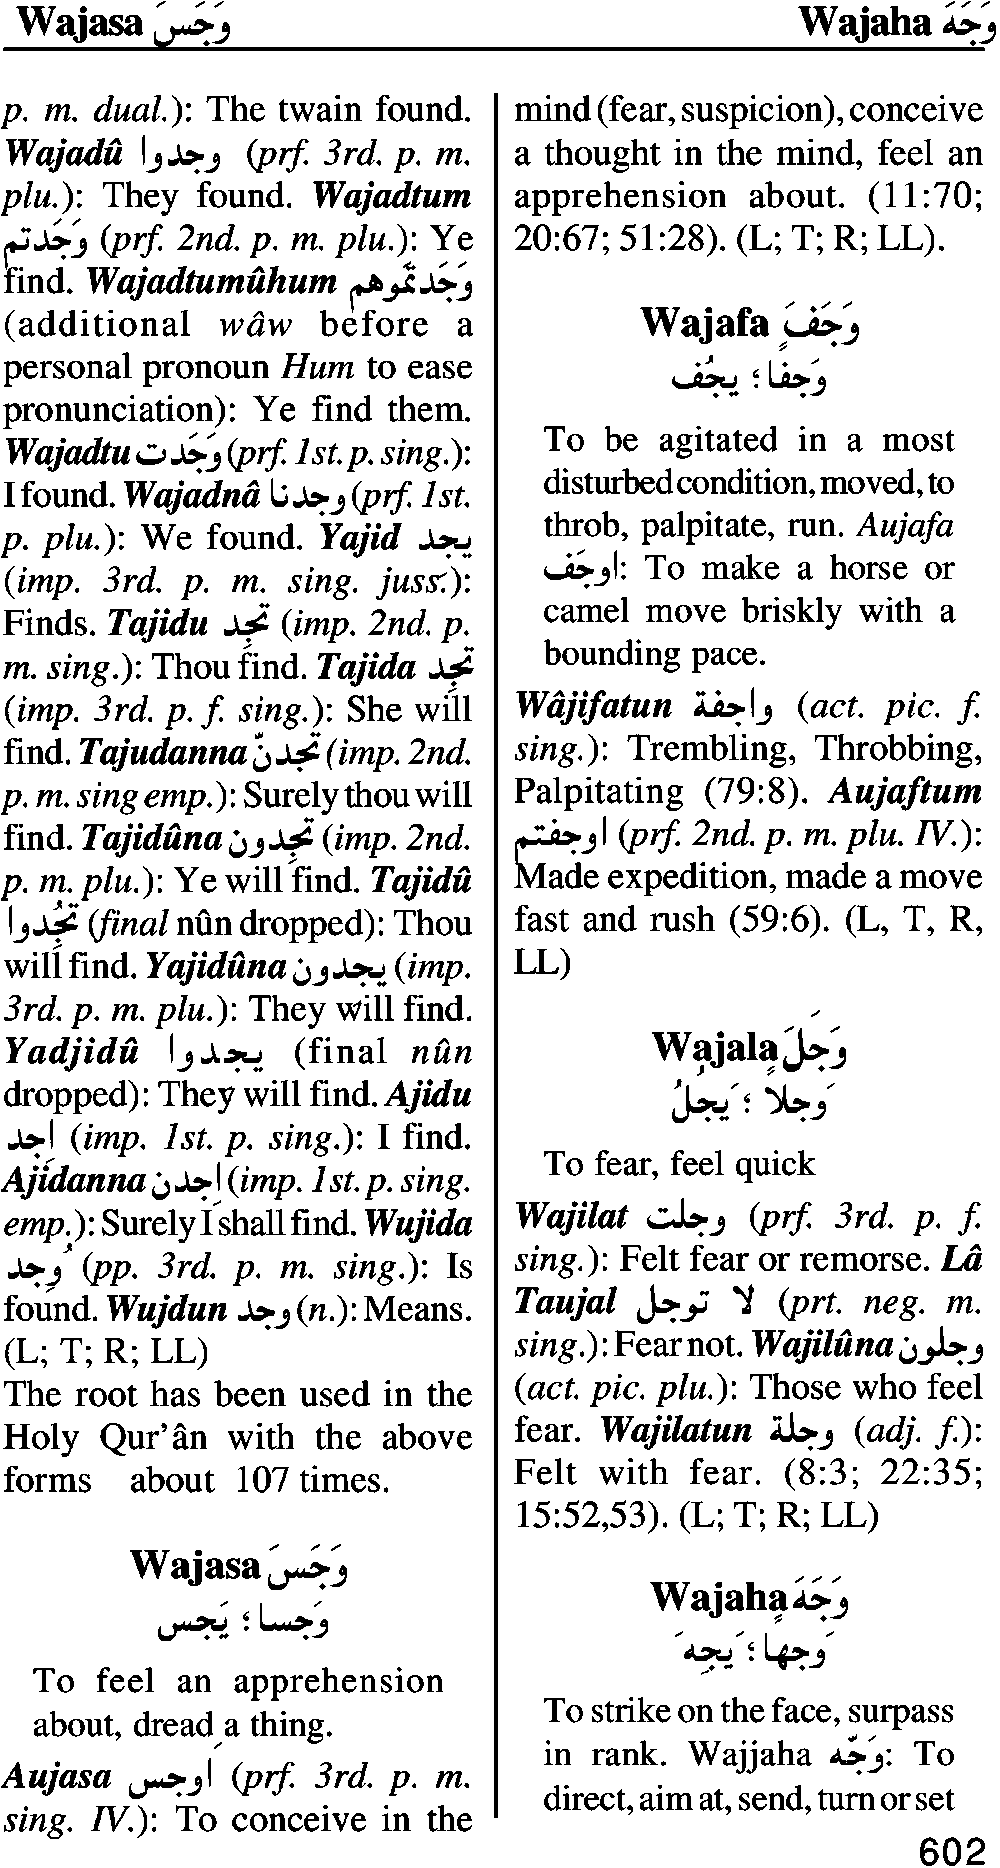 Wajasa وَجَسَ
Wajaha وَجَهَ
p. m. dual.): The twain found.
Wajadû وجدوا (prf. 3rd. p. m.
plu.): They found. Wajadtum
وَجَدتم (prf. 2nd. p. m. plu.): Ye
find. Wajadtumûhum وَجَدتّموهم
(additional wâw before a
personal pronoun Hum to ease
pronunciation): Ye find them.
Wajadtu وَجَدت (prf. 1st. p. sing.):
I found. Wajadnâ وجدنا (prf. 1st.
p. plu.): We found. Yajid يجد
(imp. 3rd. p. m. sing. juss.):
Finds. Tajidu تجِد (imp. 2nd. p.
m. sing.): Thou find. Tajida تجِد
(imp. 3rd. p. f. sing.): She will
find. Tajudanna تجدنّ (imp. 2nd.
p. m. sing emp.): Surely thou will
find. Tajidûna تجِدون (imp. 2nd.
p. m. plu.): Ye will find. Tajidû
تجِدُوا (final nûn dropped): Thou
will find. Yajidûna يجدون (imp.
3rd. p. m. plu.): They will find.
Yadjidû يجدوا (final nûn
dropped): They will find. Ajidu
اجِد (imp. 1st. p. sing.): I find.
Ajidanna اجِدن (imp. 1st. p. sing.
emp.): Surely I shall find. Wujida
وُجِد (pp. 3rd. p. m. sing.): Is
found. Wujdun وجد (n.): Means.
(L; T; R; LL)
The root has been used in the
Holy Qur'ân with the above
forms about 107 times.
Wajasa وَجَسَ
وَجسا ؛ يَجس
To feel an apprehension
about, dread a thing.
Aujasa اوجس (prf. 3rd. p. m.
sing. IV.): To conceive in the
mind (fear, suspicion), conceive
a thought in the mind, feel an
apprehension about. (11:70;
20:67; 51:28). (L; T; R; LL).
Wajafa وَجَفَ
وَجفا ؛ يجُف
To be agitated in a most
disturbed condition, moved, to
throb, palpitate, run. Aujafa
اوجَف: To make a horse or
camel move briskly with a
bounding pace.
Wâjifatun واجفة (act. pic. f.
sing.): Trembling, Throbbing,
Palpitating (79:8). Aujaftum
اوجفتم (prf. 2nd. p. m. plu. IV.):
Made expedition, made a move
fast and rush (59:6). (L, T, R,
LL)
Wajala وَجَلَ
وَجلاً ؛ يَجِلُ
To fear, feel quick
Wajilat وجلت (prf. 3rd. p. f.
sing.): Felt fear or remorse. Lâ
Taujal لا توجل (prt. neg. m.
sing.): Fear not. Wajilûna وجلون
(act. pic. plu.): Those who feel
fear. Wajilatun وجلة (adj. f.):
Felt with fear. (8:3; 22:35;
15:52,53). (L; T; R; LL)
Wajaha وَجَهَ
وَجهاً ؛ يَجِهَ
To strike on the face, surpass
in rank. Wajjaha وَجّه: To
direct, aim at, send, turn or set
602